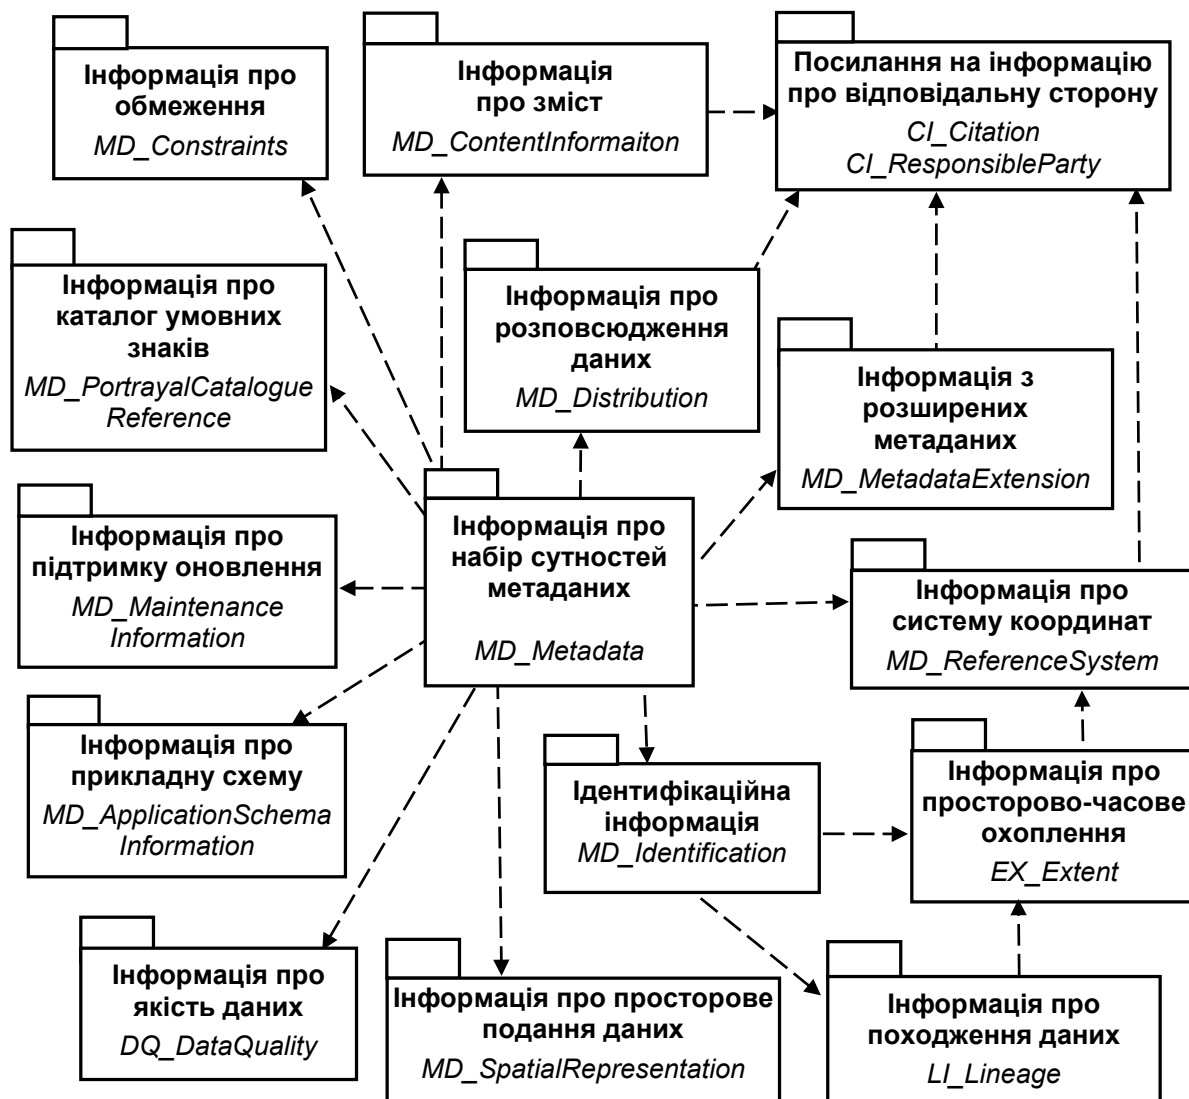 Інформація про
обмеження
MD_Constraints
Інформація
про зміст
MD_ContentInformaiton
Посилання на інформацію
про відповідальну сторону
CI_Citation
CI_ResponsibleParty
Інформація про
каталог умовних
знаків
MD_PortrayalCatalogue
Reference
Інформація про
розповсюдження
даних
MD_Distribution
Інформація з
розширених
метаданих
MD_MetadataExtension
Інформація про
підтримку оновлення
MD_Maintenance
Information
Інформація про
набір сутностей
метаданих
MD_Metadata
Інформація про
систему координат
MD_ReferenceSystem
Інформація про
прикладну схему
MD_ApplicationSchema
Information
Ідентифікаційна
інформація
MD_Identification
Інформація про
просторово-часове
охоплення
EX_Extent
Інформація про
якість даних
DQ_DataQuality
Інформація про просторове
подання даних
MD_SpatialRepresentation
Інформація про
походження даних
LI_Lineage